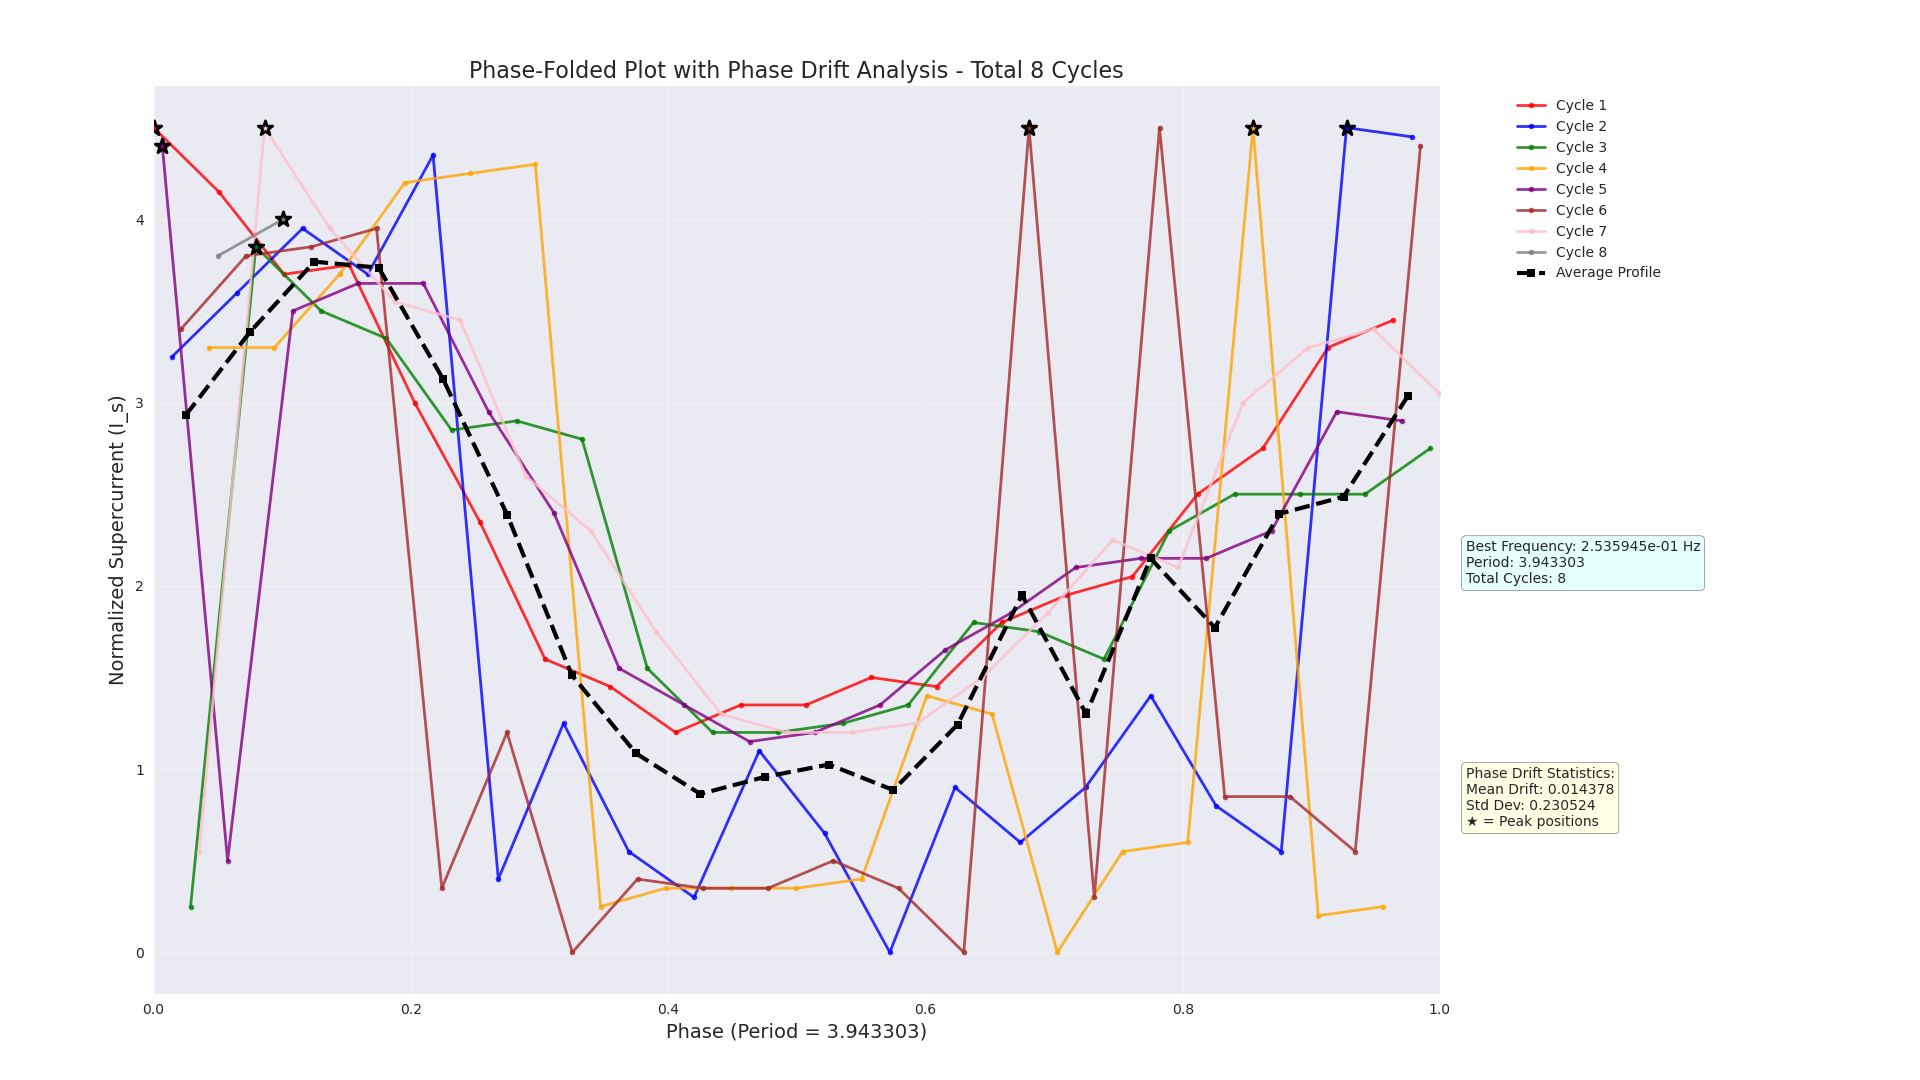 Phase-Folded Plot with Phase Drift Analysis - Total 8 Cycles
Normalized Supercurrent (I_s)
4
3
2
1
0
0.0
0.2
0.4
0.6
0.8
1.0
Phase (Period = 3.943303)
Cycle 1
Cycle 2
Cycle 3
Cycle 4
Cycle 5
Cycle 6
Cycle 7
Cycle 8
Average Profile
Best Frequency: 2.535945e-01 Hz
Period: 3.943303
Total Cycles: 8
Phase Drift Statistics:
Mean Drift: 0.014378
Std Dev: 0.230524
★ = Peak positions